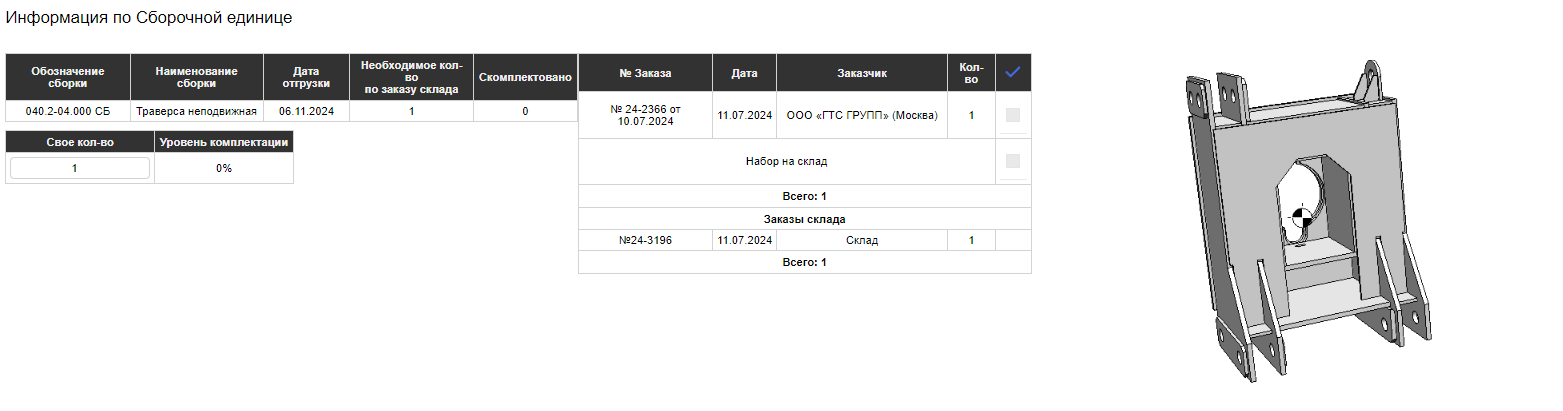 Информация по Сборочной единице
Обозначение сборки
Наименование сборки
Дата отгрузки
Необходимое кол-во по заказу склада
Скомплектовано
040.2-04.000 СБ
Траверса неподвижная
06.11.2024
1
0
Свое кол-во
Уровень комплектации
1
0%
№ Заказа
Дата
Заказчик
Кол-во
№ 24-2366 от 10.07.2024
11.07.2024
ООО «ГТС ГРУПП» (Москва)
1
Набор на склад
Всего: 1
Заказы склада
№24-3196
11.07.2024
Склад
1
Всего: 1